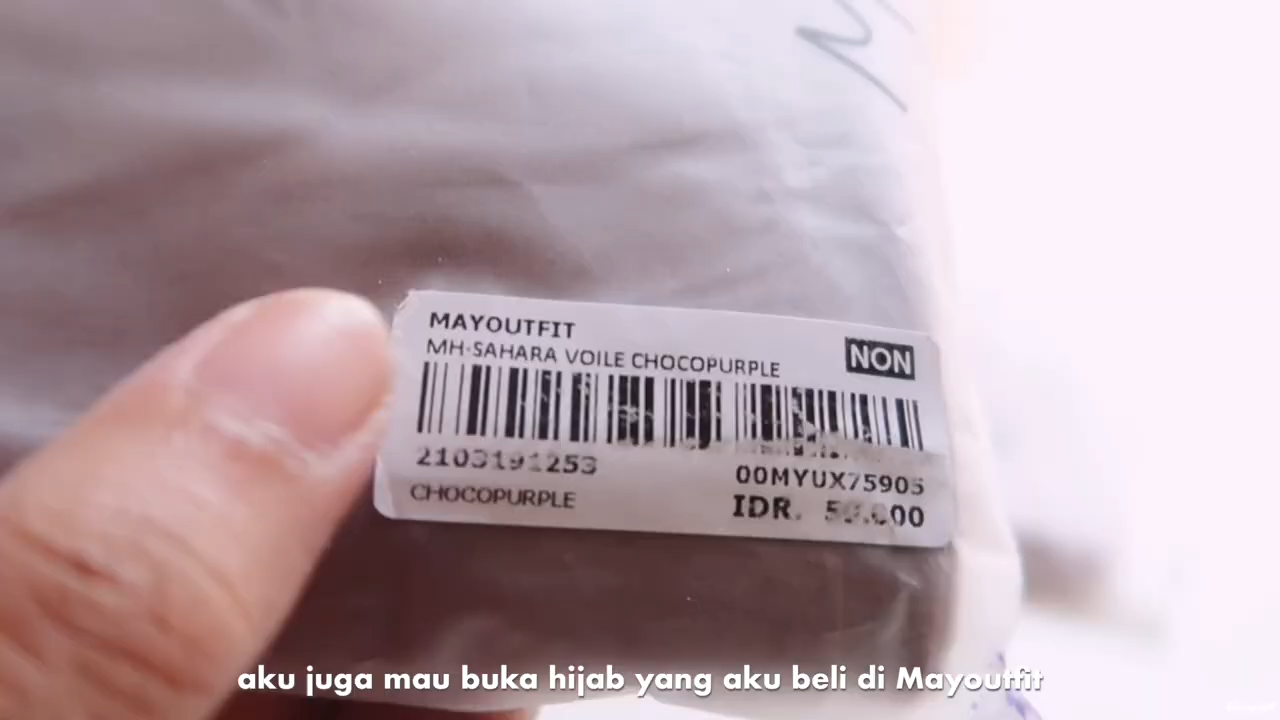 MAYOUTFIT
NON
MH-SAHARA VOILE CHOCOPURPLE
2103191253
00MYUX75905
CHOCOPURPLE
IDR.
aku juga mau buka hijab yang aku beli di Mayoutfit